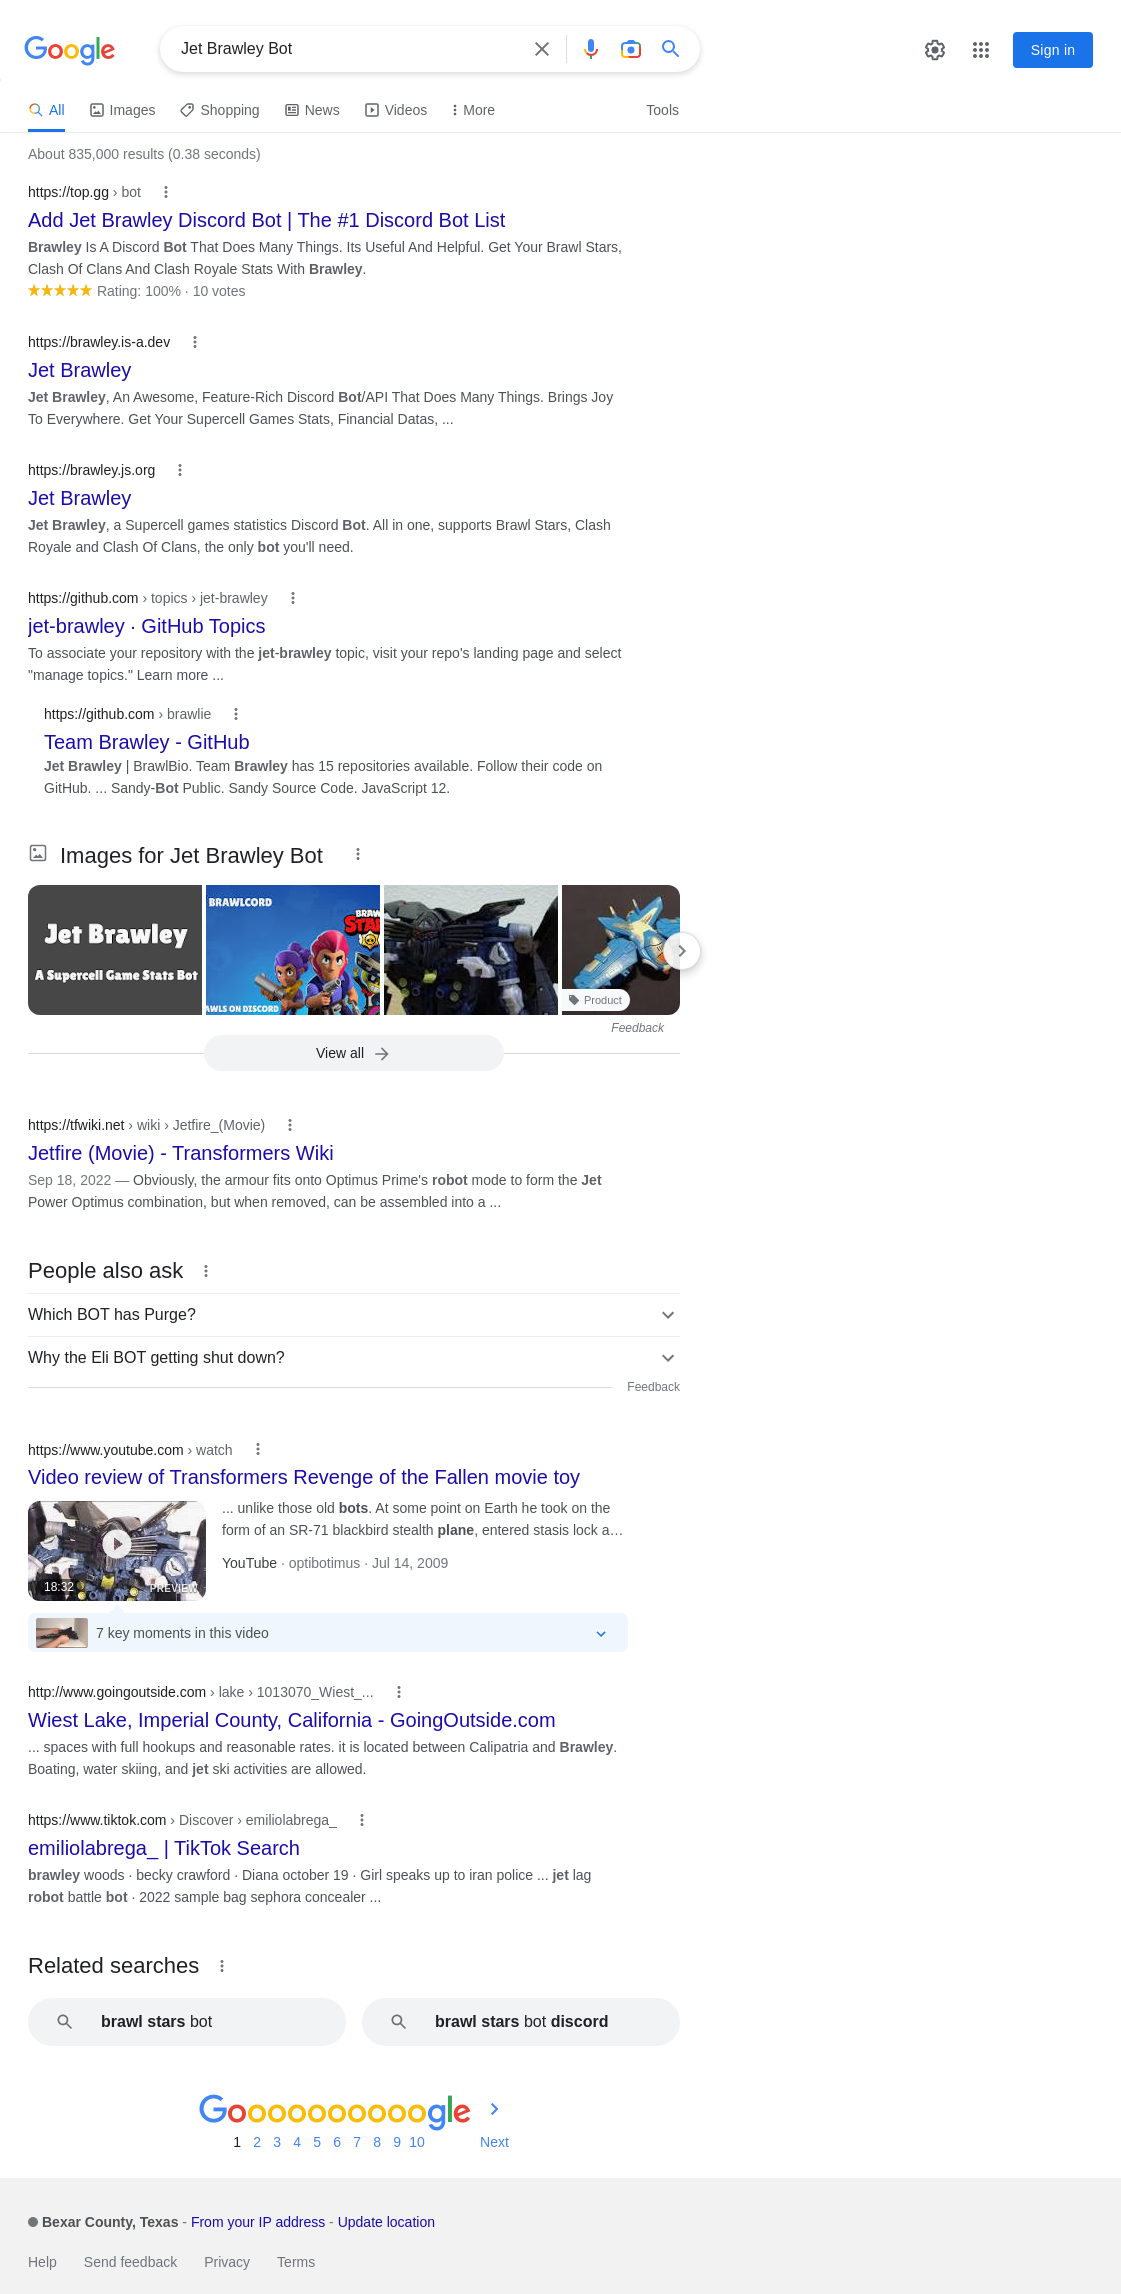 Google
Jet Brawley Bot
Sign in
All Images Shopping News Videos More Tools
About 835,000 results (0.38 seconds)
https://top.gg › bot
Add Jet Brawley Discord Bot | The #1 Discord Bot List
Brawley Is A Discord Bot That Does Many Things. Its Useful And Helpful. Get Your Brawl Stars,
Clash Of Clans And Clash Royale Stats With Brawley.
Rating: 100% · 10 votes
https://brawley.is-a.dev
Jet Brawley
Jet Brawley, An Awesome, Feature-Rich Discord Bot/API That Does Many Things. Brings Joy
To Everywhere. Get Your Supercell Games Stats, Financial Datas, ...
https://brawley.js.org
Jet Brawley
Jet Brawley, a Supercell games statistics Discord Bot. All in one, supports Brawl Stars, Clash
Royale and Clash Of Clans, the only bot you'll need.
https://github.com › topics › jet-brawley
jet-brawley · GitHub Topics
To associate your repository with the jet-brawley topic, visit your repo's landing page and select
"manage topics." Learn more ...
https://github.com › brawlie
Team Brawley - GitHub
Jet Brawley | BrawlBio. Team Brawley has 15 repositories available. Follow their code on
GitHub. ... Sandy-Bot Public. Sandy Source Code. JavaScript 12.
Images for Jet Brawley Bot
Jet Brawley
A Supercell Game Stats Bot
BRAWLCORD
BRAW
STA
AWLS ON DISCORD
Product
Feedback
View all
https://tfwiki.net › wiki › Jetfire_(Movie)
Jetfire (Movie) - Transformers Wiki
Sep 18, 2022 — Obviously, the armour fits onto Optimus Prime's robot mode to form the Jet
Power Optimus combination, but when removed, can be assembled into a ...
People also ask
Which BOT has Purge?
Why the Eli BOT getting shut down?
Feedback
https://www.youtube.com › watch
Video review of Transformers Revenge of the Fallen movie toy
... unlike those old bots. At some point on Earth he took on the
form of an SR-71 blackbird stealth plane, entered stasis lock a…
18:32 PREVIEW
YouTube · optibotimus · Jul 14, 2009
7 key moments in this video
http://www.goingoutside.com › lake › 1013070_Wiest_...
Wiest Lake, Imperial County, California - GoingOutside.com
... spaces with full hookups and reasonable rates. it is located between Calipatria and Brawley.
Boating, water skiing, and jet ski activities are allowed.
https://www.tiktok.com › Discover › emiliolabrega_
emiliolabrega_ | TikTok Search
brawley woods · becky crawford · Diana october 19 · Girl speaks up to iran police ... jet lag
robot battle bot · 2022 sample bag sephora concealer ...
Related searches
brawl stars bot
brawl stars bot discord
Goooooooooogle
1 2 3 4 5 6 7 8 9 10 Next
Bexar County, Texas - From your IP address - Update location
Help Send feedback Privacy Terms